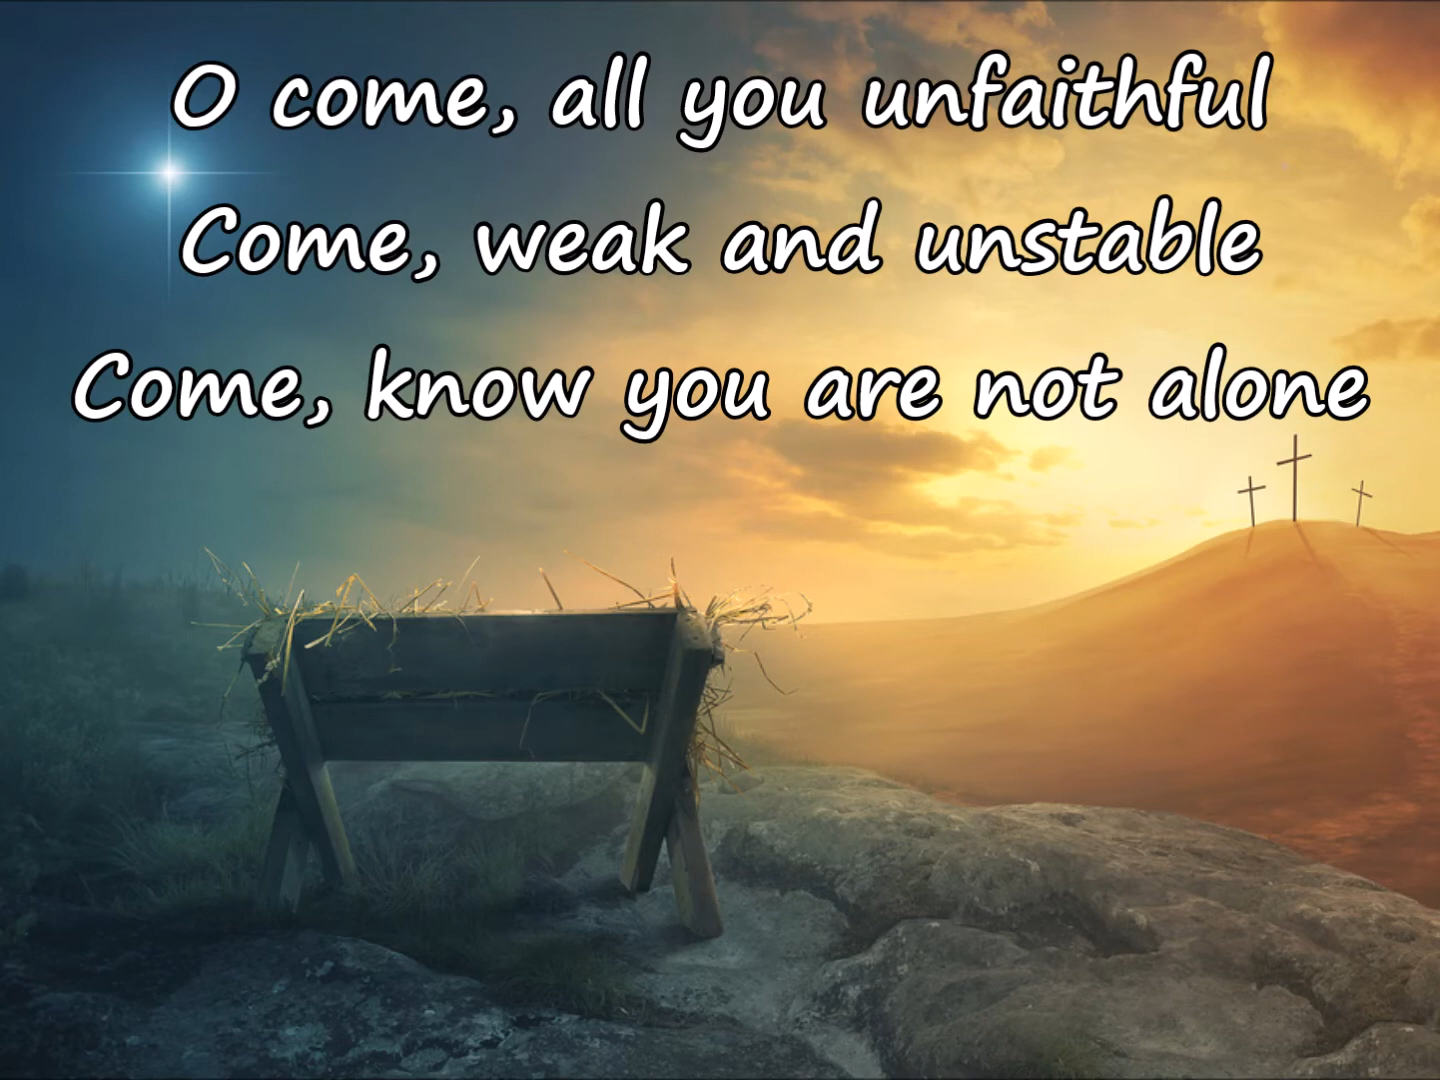 O come, all you unfaithful
Come, weak and unstable
Come, know you are not alone